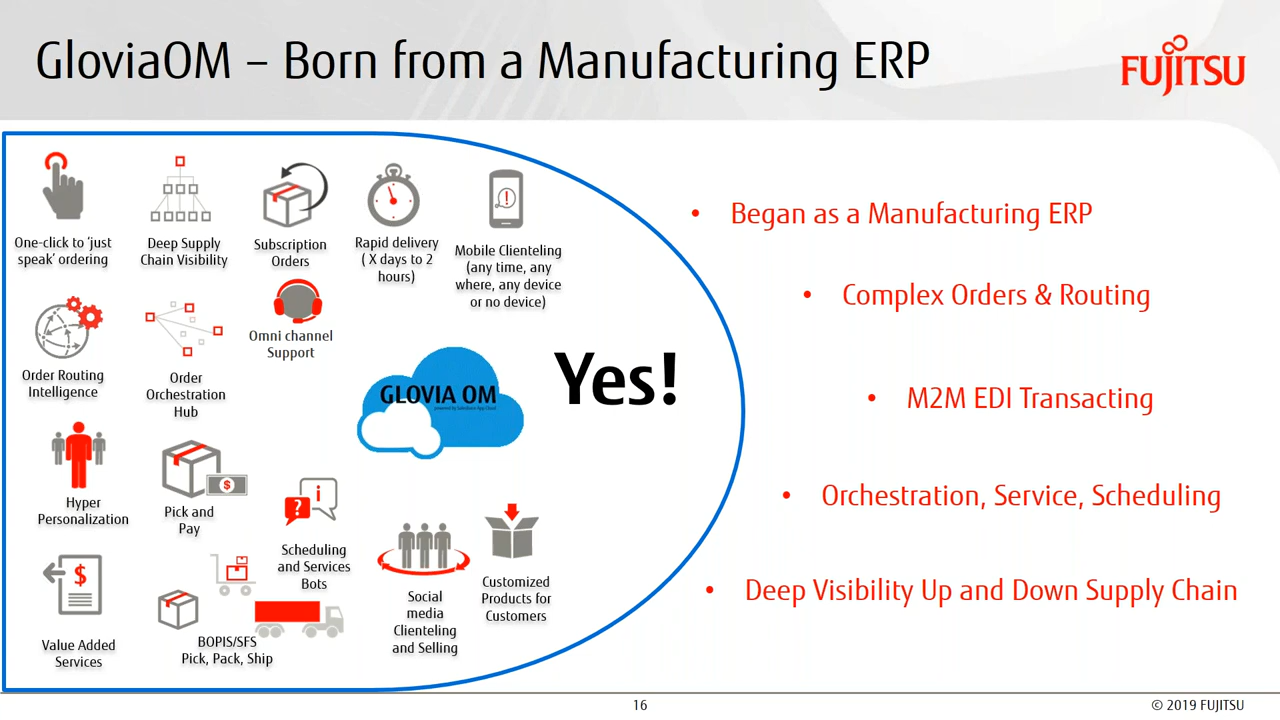 GloviaOM – Born from a Manufacturing ERP
FUJITSU
One-click to ‘just
speak’ ordering
Deep Supply
Chain Visibility
Subscription
Orders
Rapid delivery
( X days to 2
hours)
Mobile Clienteling
(any time, any
where, any device
or no device)
Order Routing
Intelligence
Order
Orchestration
Hub
Omni channel
Support
GLOVIA OM
powered by Salesforce App Cloud
Yes!
Hyper
Personalization
$
Pick and
Pay
?
i
Scheduling
and Services
Bots
$
Value Added
Services
BOPIS/SFS
Pick, Pack, Ship
Social
media
Clienteling
and Selling
Customized
Products for
Customers
• Began as a Manufacturing ERP
• Complex Orders & Routing
• M2M EDI Transacting
• Orchestration, Service, Scheduling
• Deep Visibility Up and Down Supply Chain
16
© 2019 FUJITSU